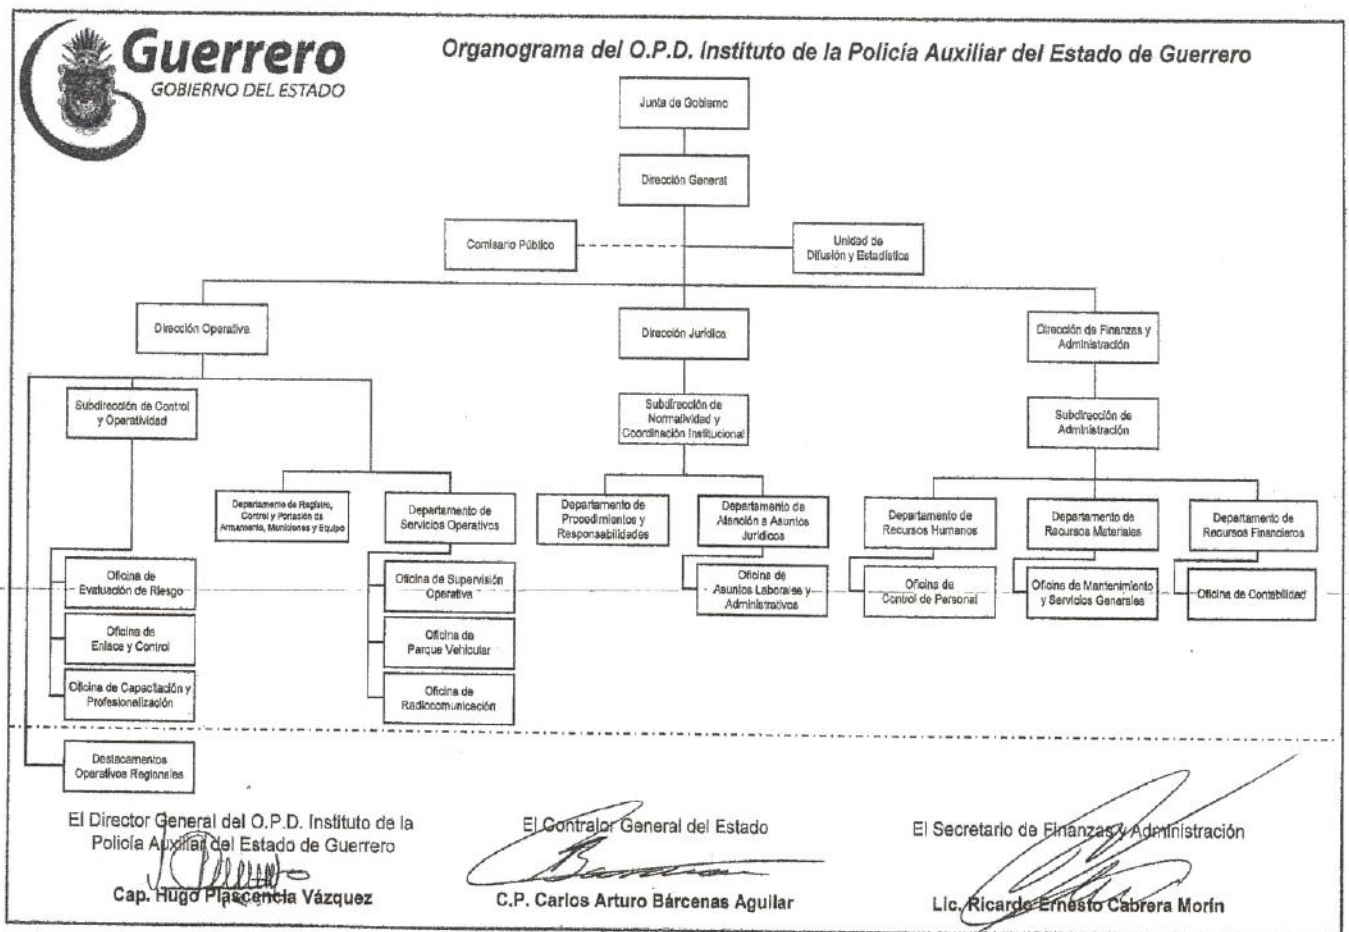 Guerrero
GOBIERNO DEL ESTADO
Organograma del O.P.D. Instituto de la Policía Auxiliar del Estado de Guerrero
Junta de Gobierno
Dirección General
Comisario Público
Unidad de
Difusión y Estadística
Dirección Operativa
Dirección Jurídica
Dirección de Finanzas y
Administración
Subdirección de Control
y Operatividad
Subdirección de
Normatividad y
Coordinación Institucional
Subdirección de
Administración
Departamento de Registro,
Control y Portación de
Armamento, Municiones y Equipo
Departamento de
Servicios Operativos
Departamento de
Procedimientos y
Responsabilidades
Departamento de
Atención a Asuntos
Jurídicos
Departamento de
Recursos Humanos
Departamento de
Recursos Materiales
Departamento de
Recursos Financieros
Oficina de
Evaluación de Riesgo
Oficina de Supervisión
Operativa
Oficina de
Asuntos Laborales y
Administrativos
Oficina de
Control de Personal
Oficina de Mantenimiento
y Servicios Generales
Oficina de Contabilidad
Oficina de
Enlace y Control
Oficina de
Parque Vehicular
Oficina de Capacitación y
Profesionalización
Oficina de
Radiocomunicación
Destacamentos
Operativos Regionales
El Director General del O.P.D. Instituto de la
Policía Auxiliar del Estado de Guerrero
Cap. Hugo Plascencia Vázquez
El Contralor General del Estado
C.P. Carlos Arturo Bárcenas Aguilar
El Secretario de Finanzas y Administración
Lic. Ricardo Ernesto Cabrera Morín